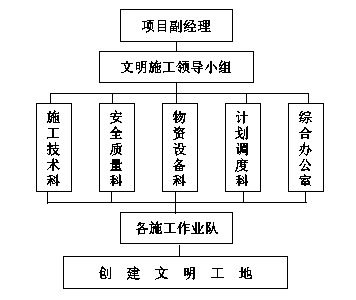 项目副经理
文明施工领导小组
施工技术科
安全质量科
物资设备科
计划调度科
综合办公室
各施工作业队
创建文明工地